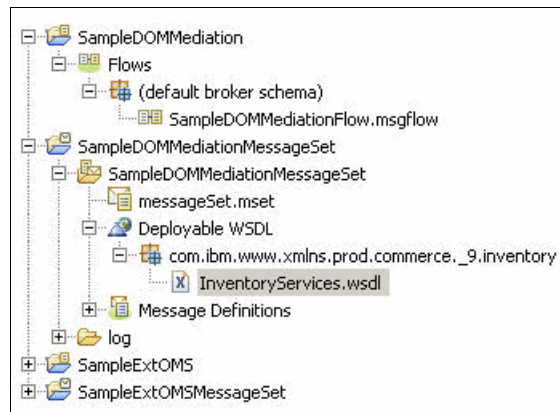 SampleDOMMediation
Flows
(default broker schema)
SampleDOMMediationFlow.msgflow
SampleDOMMediationMessageSet
SampleDOMMediationMessageSet
messageSet.mset
Deployable WSDL
com.ibm.www.xmlns.prod.commerce._9.inventory
InventoryServices.wsdl
Message Definitions
log
SampleExtOMS
SampleExtOMSMessageSet